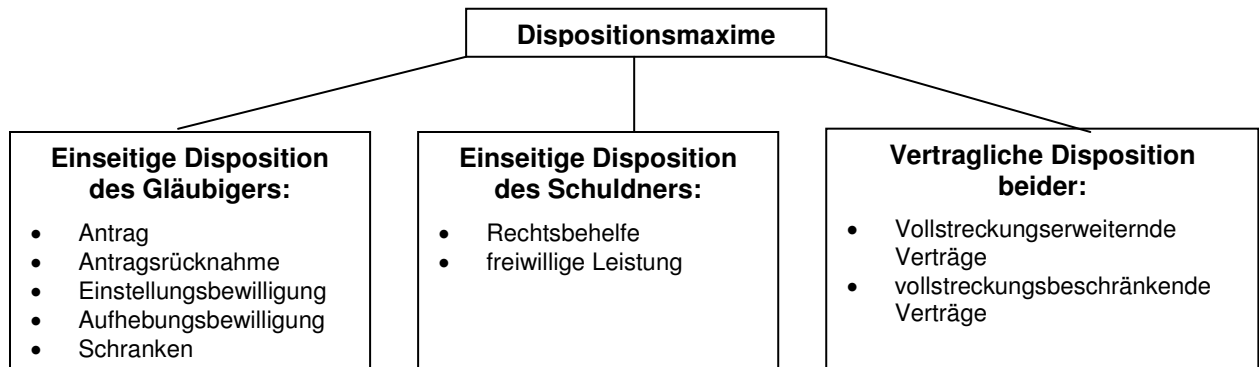 Dispositionsmaxime
Einseitige Disposition
des Gläubigers:
• Antrag
• Antragsrücknahme
• Einstellungsbewilligung
• Aufhebungsbewilligung
• Schranken
Einseitige Disposition
des Schuldners:
• Rechtsbehelfe
• freiwillige Leistung
Vertragliche Disposition
beider:
• Vollstreckungserweiternde
Verträge
• vollstreckungsbeschränkende
Verträge